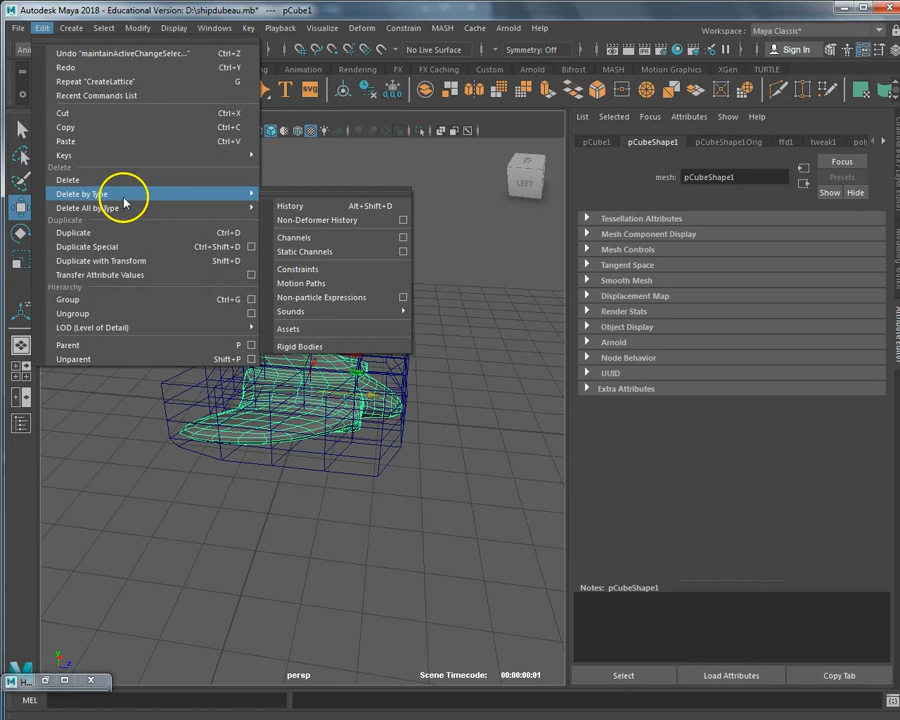 Autodesk Maya 2018 - Educational Version: D:\shipdubeau.mb* --- pCube1
File Edit Create Select Modify Display Windows Key Visualize Deform Constrain MASH Cache Arnold Help Workspace: Maya Classic*
No Live Surface Symmetry: Off Sign In
Rendering FX FX Caching Custom Arnold Bifrost MASH Motion Graphics XGen TURTLE
SVG
Undo "maintainActiveChangeSelec..." Ctrl+Z
Redo Ctrl+Y
Repeat "CreateLattice" G
Recent Commands List
Cut Ctrl+X
Copy Ctrl+C
Paste Ctrl+V
Keys
Delete
Delete
Delete by Type
Delete All by Type
Duplicate
Duplicate Ctrl+D
Duplicate Special Ctrl+Shift+D
Duplicate with Transform Shift+D
Transfer Attribute Values
Hierarchy
Group Ctrl+G
Ungroup
LOD (Level of Detail)
Parent P
Unparent Shift+P
History Alt+Shift+D
Non-Deformer History
Channels
Static Channels
Constraints
Motion Paths
Non-particle Expressions
Sounds
Assets
Rigid Bodies
LEFT
persp
Scene Timecode: 00:00:00:01
List Selected Focus Attributes Show Help
pCube1 pCubeShape1 pCubeShape1Orig ffd1 tweak1 pol
mesh: pCubeShape1
Focus
Presets
Show Hide
Tessellation Attributes
Mesh Component Display
Mesh Controls
Tangent Space
Smooth Mesh
Displacement Map
Render Stats
Object Display
Arnold
Node Behavior
UUID
Extra Attributes
Notes: pCubeShape1
Select Load Attributes Copy Tab
H...
MEL